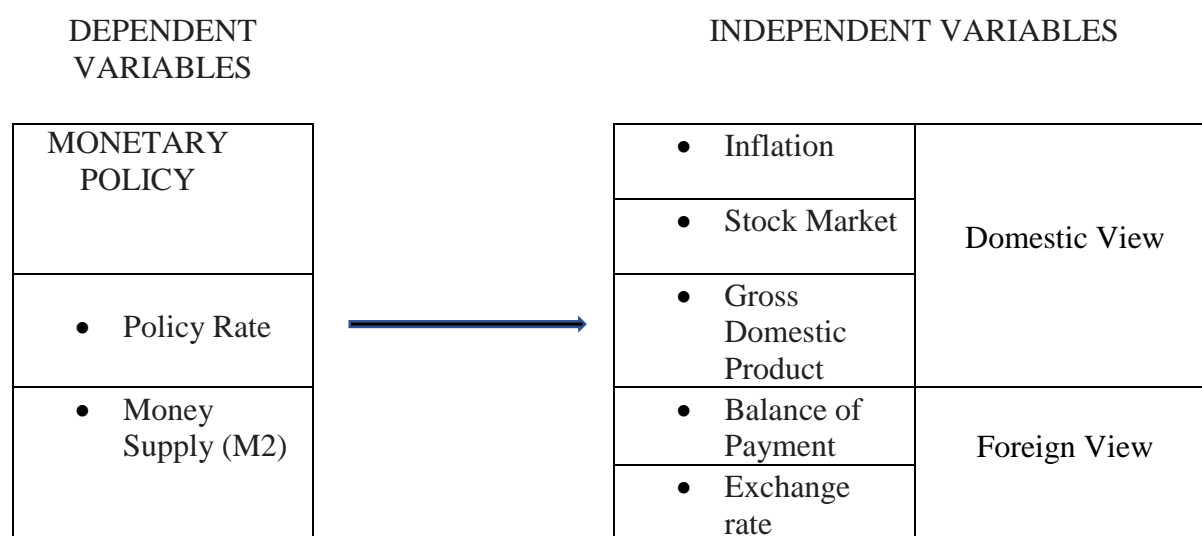 DEPENDENT
VARIABLES
INDEPENDENT VARIABLES
MONETARY
POLICY
• Policy Rate
• Money
Supply (M2)
• Inflation
• Stock Market
• Gross
Domestic
Product
Domestic View
• Balance of
Payment
• Exchange
rate
Foreign View